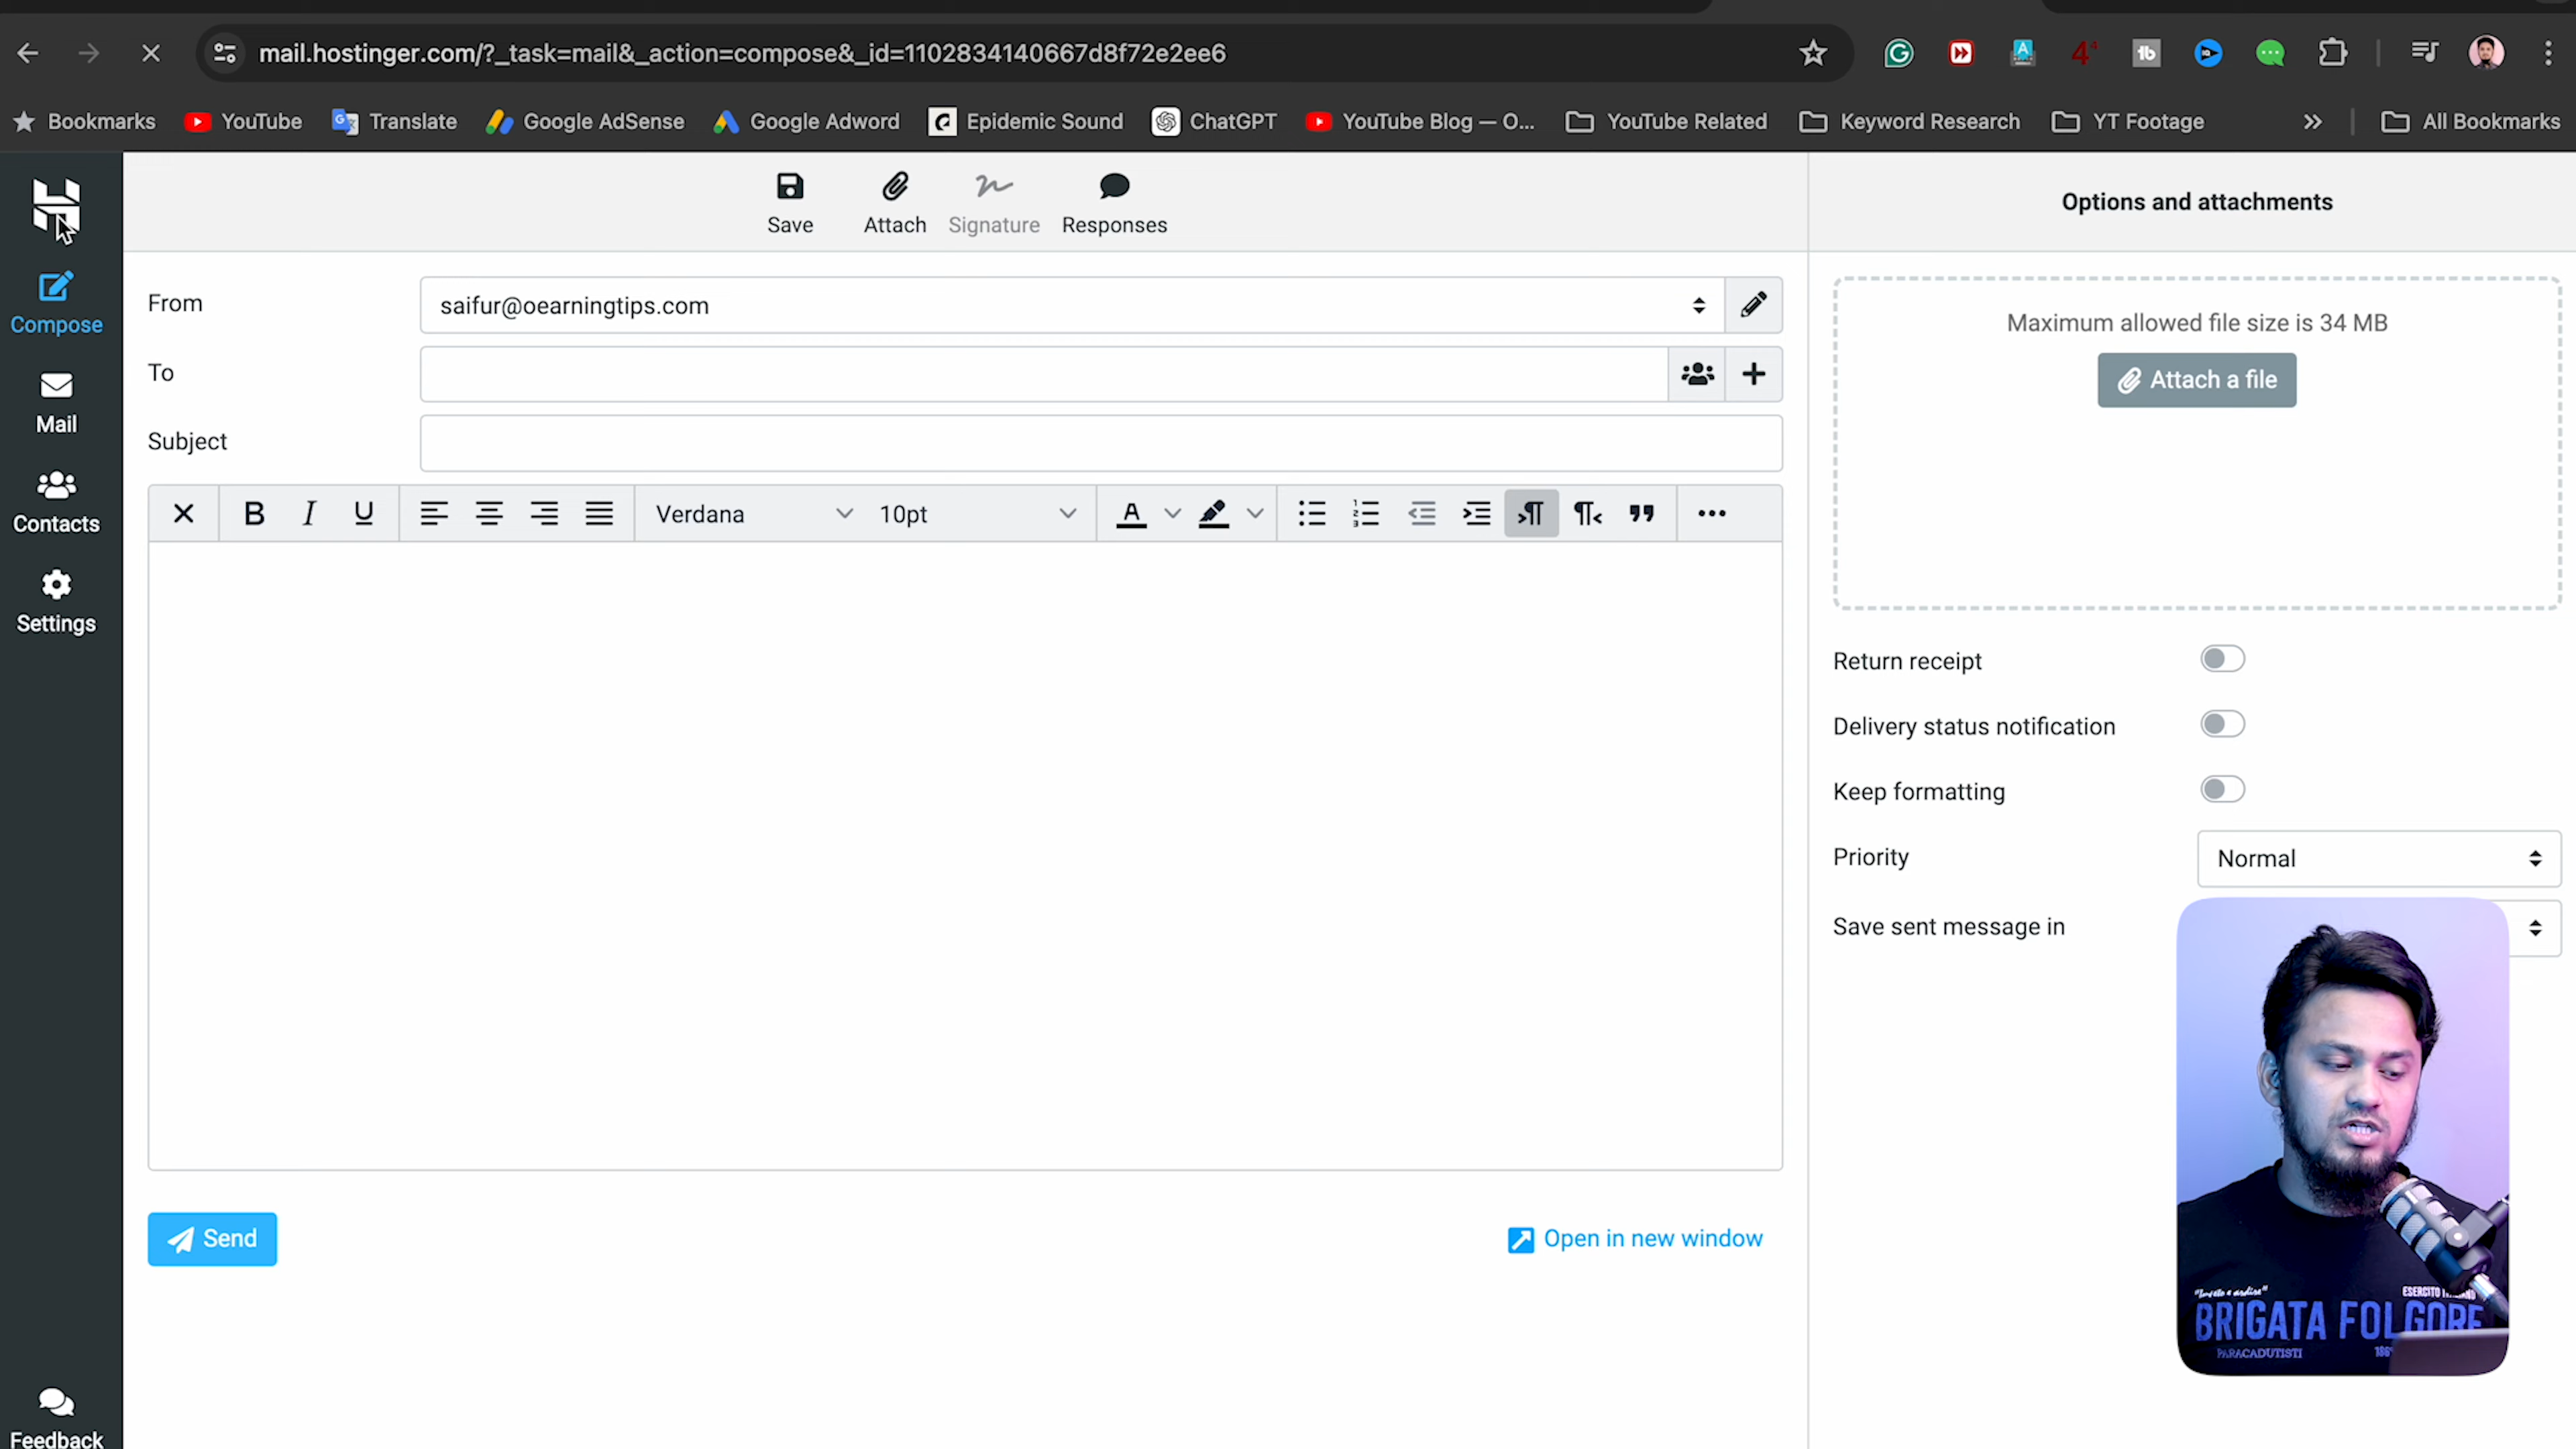 mail.hostinger.com/?_task=mail&_action=compose&_id=1102834140667d8f72e2ee6
Bookmarks YouTube Translate Google AdSense Google Adword Epidemic Sound ChatGPT YouTube Blog — O... YouTube Related Keyword Research YT Footage All Bookmarks
Save Attach Signature Responses
Options and attachments
Compose
Mail
Contacts
Settings
Feedback
From saifur@oearningtips.com
To
Subject
Verdana 10pt
Send
Open in new window
Maximum allowed file size is 34 MB
Attach a file
Return receipt
Delivery status notification
Keep formatting
Priority Normal
Save sent message in
BRIGATA FOLGORE
PARACADUTISTI